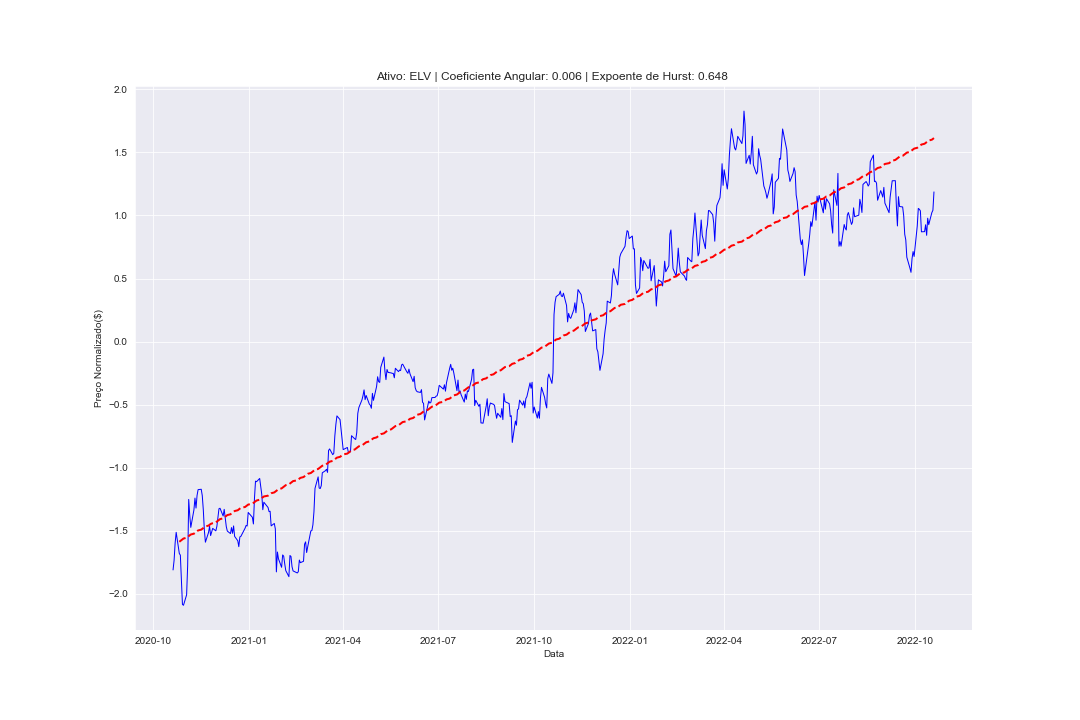 Ativo: ELV | Coeficiente Angular: 0.006 | Expoente de Hurst: 0.648
2.0
1.5
1.0
0.5
0.0
−0.5
−1.0
−1.5
−2.0
Preço Normalizado($)
2020-10 2021-01 2021-04 2021-07 2021-10 2022-01 2022-04 2022-07 2022-10
Data